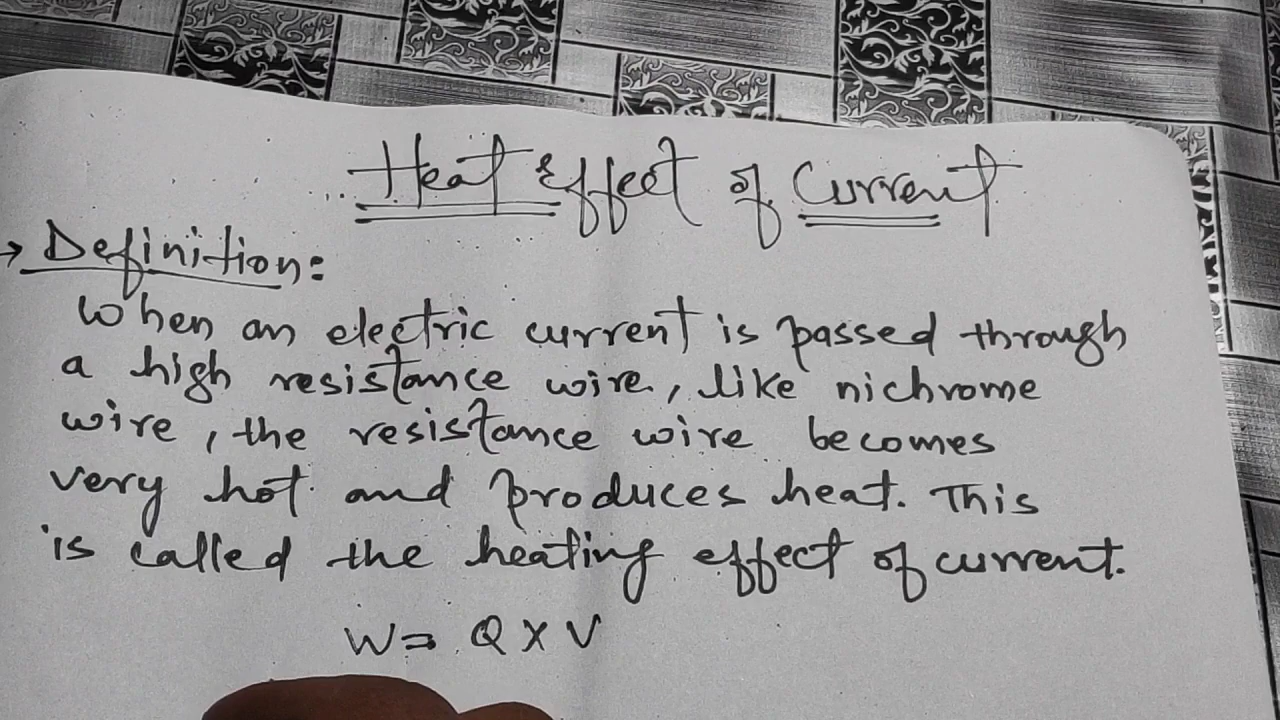 Heat Effect of Current
→ Definition:
When an electric current is passed through
a high resistance wire, like nichrome
wire, the resistance wire becomes
very hot and produces heat. This
is called the heating effect of current.
W = Q X V